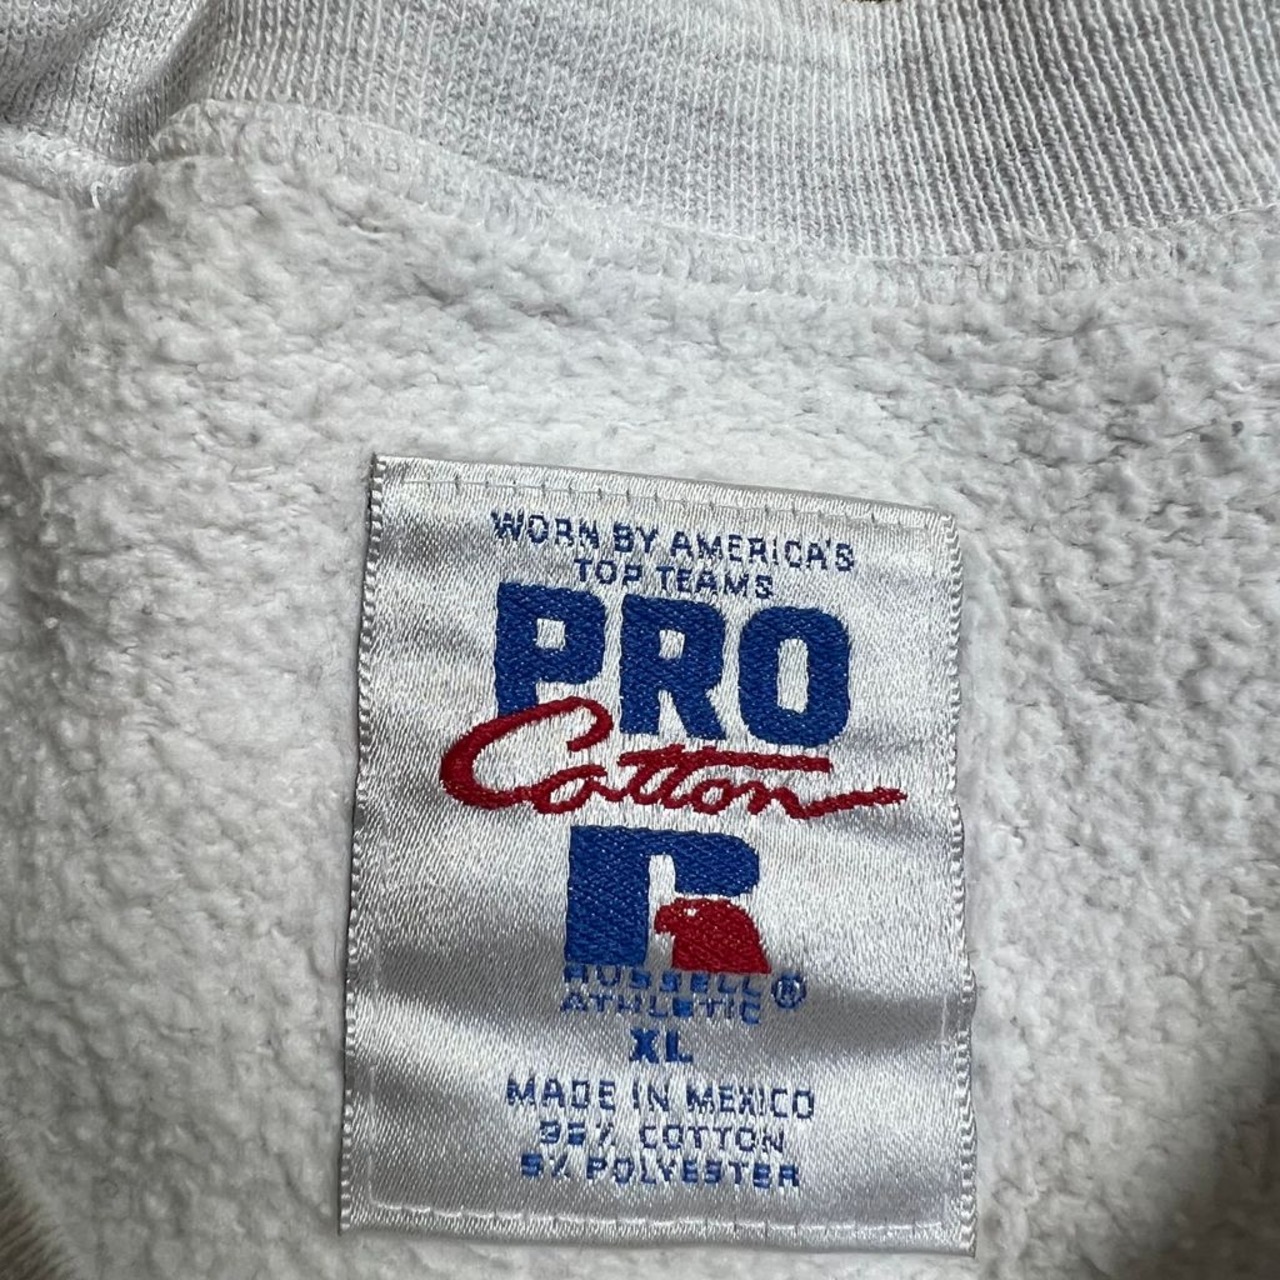 WORN BY AMERICA'S
TOP TEAMS
PRO
Cotton
RUSSELL
ATHLETIC ®
XL
MADE IN MEXICO
95% COTTON
5% POLYESTER